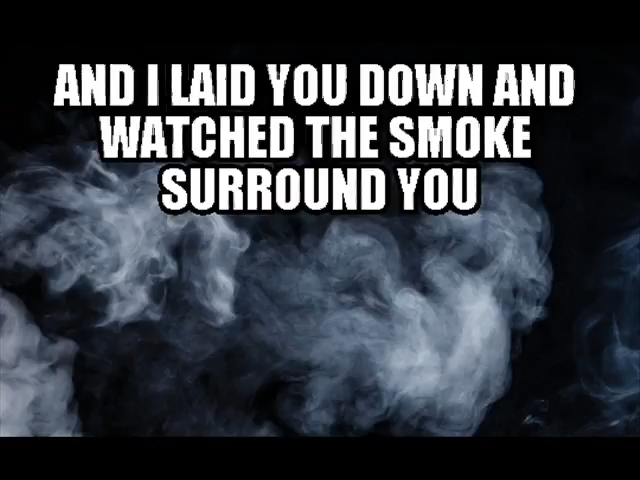 AND I LAID YOU DOWN AND
WATCHED THE SMOKE
SURROUND YOU